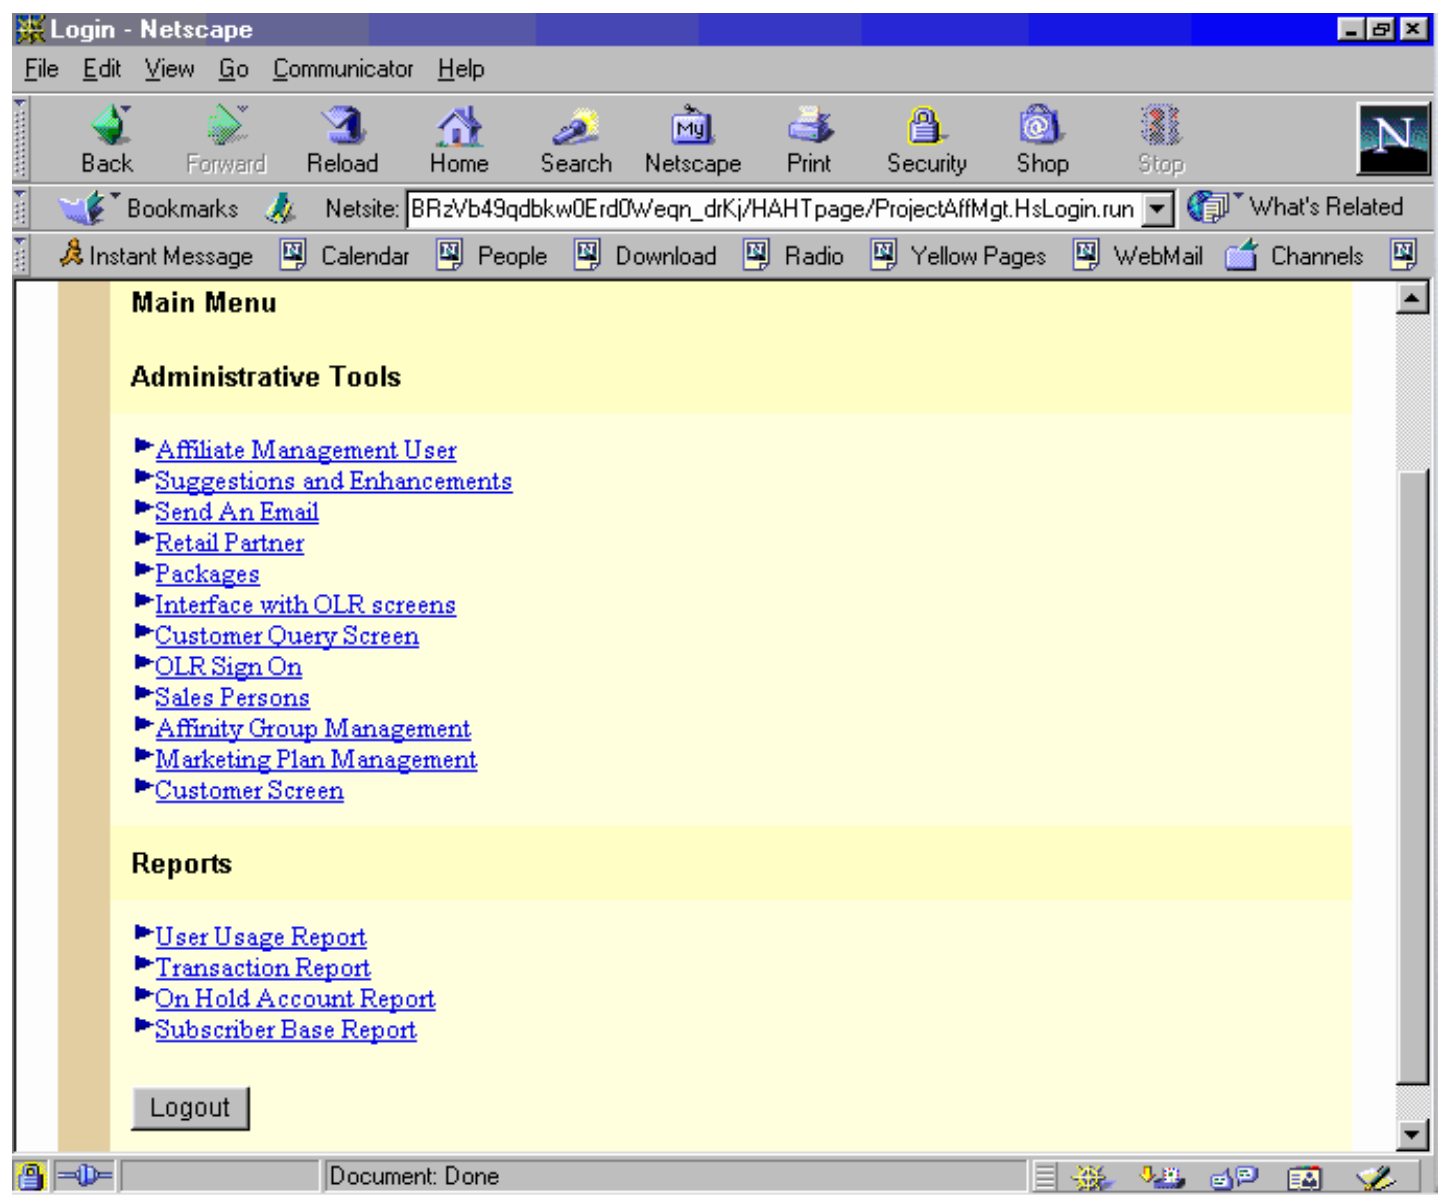 Login - Netscape
File Edit View Go Communicator Help
Back Forward Reload Home Search Netscape Print Security Shop Stop
My
N
Bookmarks Netsite: BRzVb49qdbkw0Erd0Weqn_drKj/HAHTpage/ProjectAffMgt.HsLogin.run What's Related
Instant Message Calendar People Download Radio Yellow Pages WebMail Channels
Main Menu
Administrative Tools
Affiliate Management User
Suggestions and Enhancements
Send An Email
Retail Partner
Packages
Interface with OLR screens
Customer Query Screen
OLR Sign On
Sales Persons
Affinity Group Management
Marketing Plan Management
Customer Screen
Reports
User Usage Report
Transaction Report
On Hold Account Report
Subscriber Base Report
Logout
Document: Done